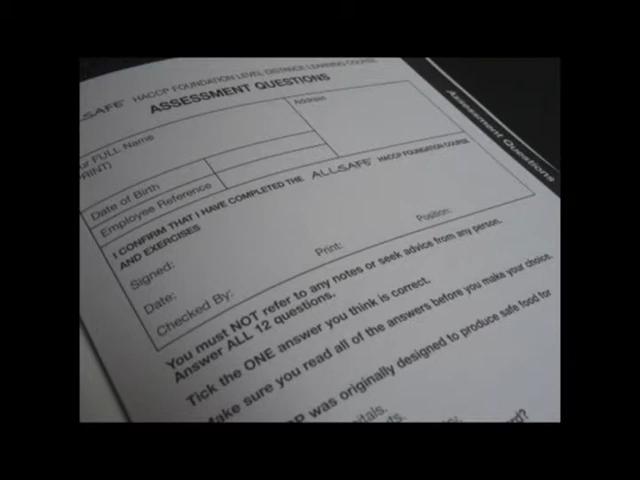 ALLSAFE HACCP FOUNDATION LEVEL DISTANCE LEARNING COURSE
ASSESSMENT QUESTIONS
FULL Name
Address
Date of Birth
Employee Reference
I CONFIRM THAT I HAVE COMPLETED THE ALLSAFE HACCP FOUNDATION COURSE
AND EXERCISES
Signed:
Print:
Position:
Date:
Checked By:
You must NOT refer to any notes or seek advice from any person.
Answer ALL 12 questions.
Tick the ONE answer you think is correct.
Make sure you read all of the answers before you make your choice.
was originally designed to produce safe food for
Assessment Questions